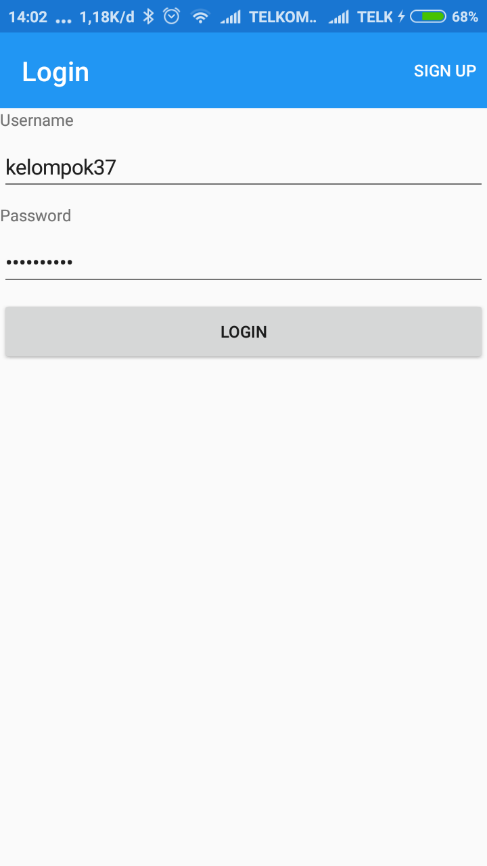 14:02 ... 1,18K/d TELKOM.. TELK 68%
Login SIGN UP
Username
kelompok37
Password
••••••••••
LOGIN